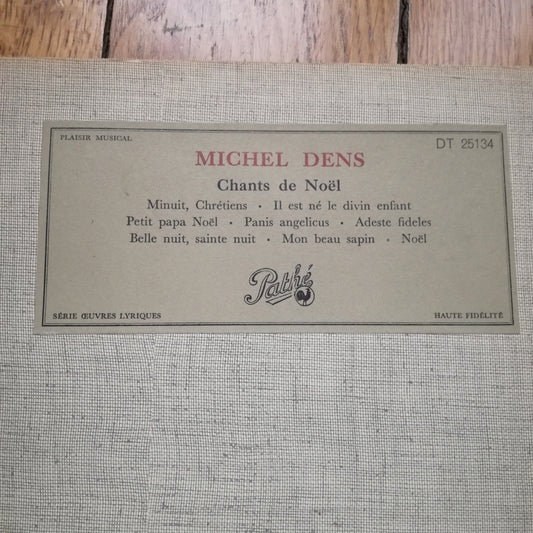 PLAISIR MUSICAL
DT 25134
MICHEL DENS
Chants de Noël
Minuit, Chrétiens · Il est né le divin enfant
Petit papa Noël · Panis angelicus · Adeste fideles
Belle nuit, sainte nuit · Mon beau sapin · Noël
Pathé
SÉRIE ŒUVRES LYRIQUES
HAUTE FIDÉLITÉ